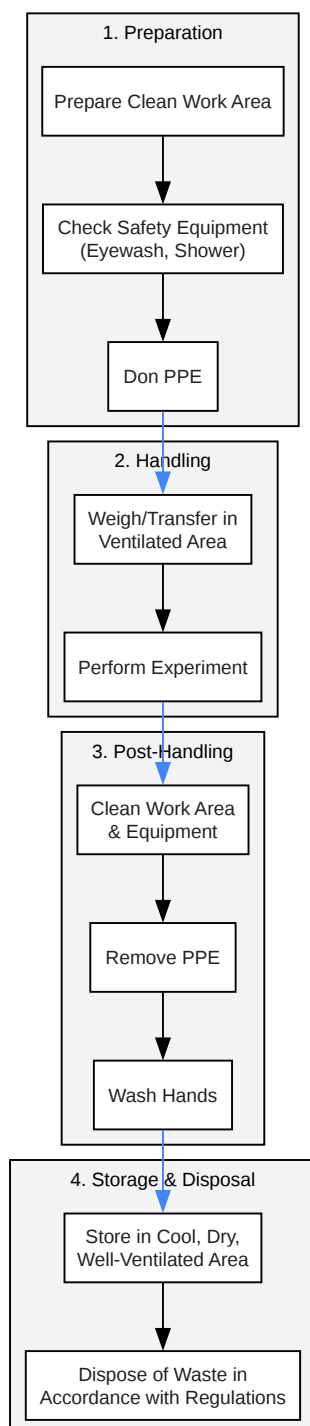 1. Preparation
Prepare Clean Work Area
Check Safety Equipment
(Eyewash, Shower)
Don PPE
2. Handling
Weigh/Transfer in
Ventilated Area
Perform Experiment
3. Post-Handling
Clean Work Area
& Equipment
Remove PPE
Wash Hands
4. Storage & Disposal
Store in Cool, Dry,
Well-Ventilated Area
Dispose of Waste in
Accordance with Regulations